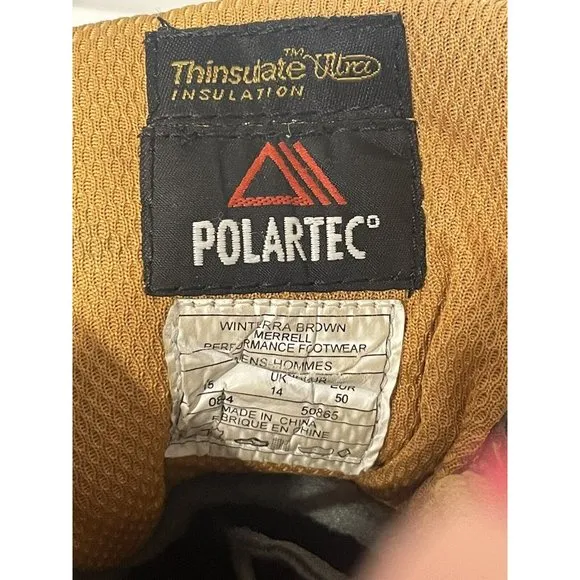 Thinsulate™ Ultra
INSULATION
POLARTEC°
WINTERRA BROWN
MERRELL
PERFORMANCE FOOTWEAR
MENS-HOMMES
UK EUR
15 14 50
50865
MADE IN CHINA
FABRIQUE EN CHINE